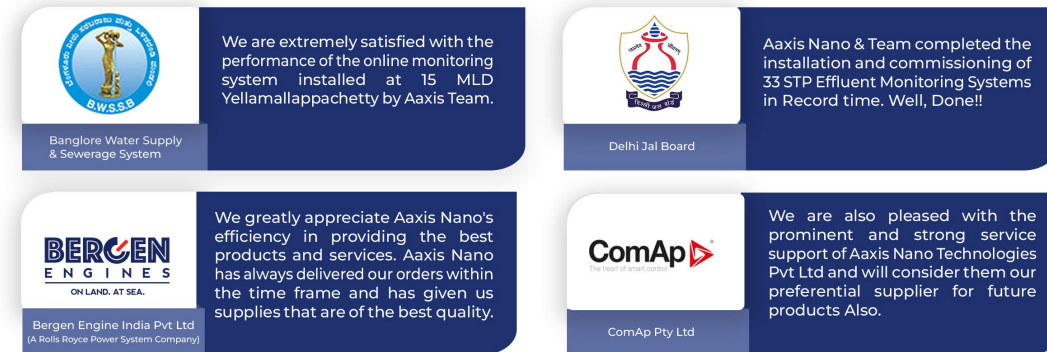 B.W.S.S.B
Banglore Water Supply
& Sewerage System
We are extremely satisfied with the
performance of the online monitoring
system installed at 15 MLD
Yellamallappachetty by Aaxis Team.
दिल्ली जल बोर्ड
Delhi Jal Board
Aaxis Nano & Team completed the
installation and commissioning of
33 STP Effluent Monitoring Systems
in Record time. Well, Done!!
BERGEN
ENGINES
ON LAND. AT SEA.
Bergen Engine India Pvt Ltd
(A Rolls Royce Power System Company)
We greatly appreciate Aaxis Nano's
efficiency in providing the best
products and services. Aaxis Nano
has always delivered our orders within
the time frame and has given us
supplies that are of the best quality.
ComAp
The heart of smart control
ComAp Pty Ltd
We are also pleased with the
prominent and strong service
support of Aaxis Nano Technologies
Pvt Ltd and will consider them our
preferential supplier for future
products Also.